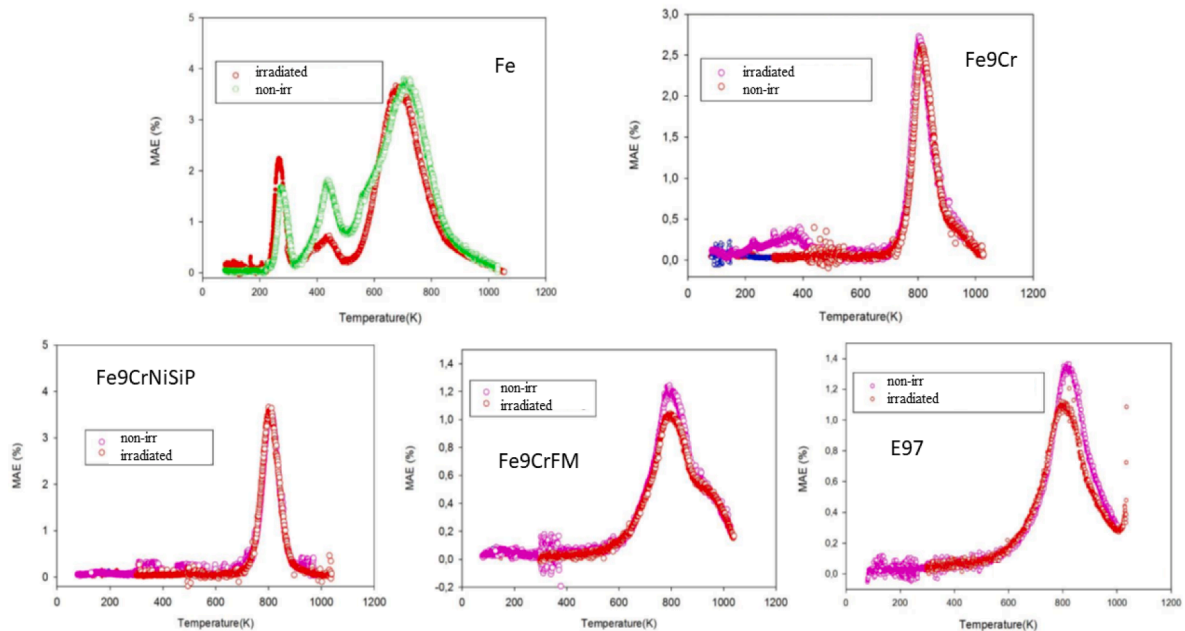 5
4
3
2
1
0
MAE (%)
irradiated
non-irr
Fe
0 200 400 600 800 1000 1200
Temperature(K)
3,0
2,5
2,0
1,5
1,0
0,5
0,0
MAE (%)
irradiated
non-irr
Fe9Cr
0 200 400 600 800 1000 1200
Temperature(K)
5
4
3
2
1
0
MAE (%)
Fe9CrNiSiP
non-irr
irradiated
0 200 400 600 800 1000 1200
Temperature(K)
1,4
1,2
1,0
0,8
0,6
0,4
0,2
0,0
-0,2
MAE (%)
non-irr
irradiated
Fe9CrFM
0 200 400 600 800 1000 1200
Temperature(K)
1,4
1,2
1,0
0,8
0,6
0,4
0,2
0,0
MAE (%)
non-irr
irradiated
E97
0 200 400 600 800 1000 1200
Temperature(K)